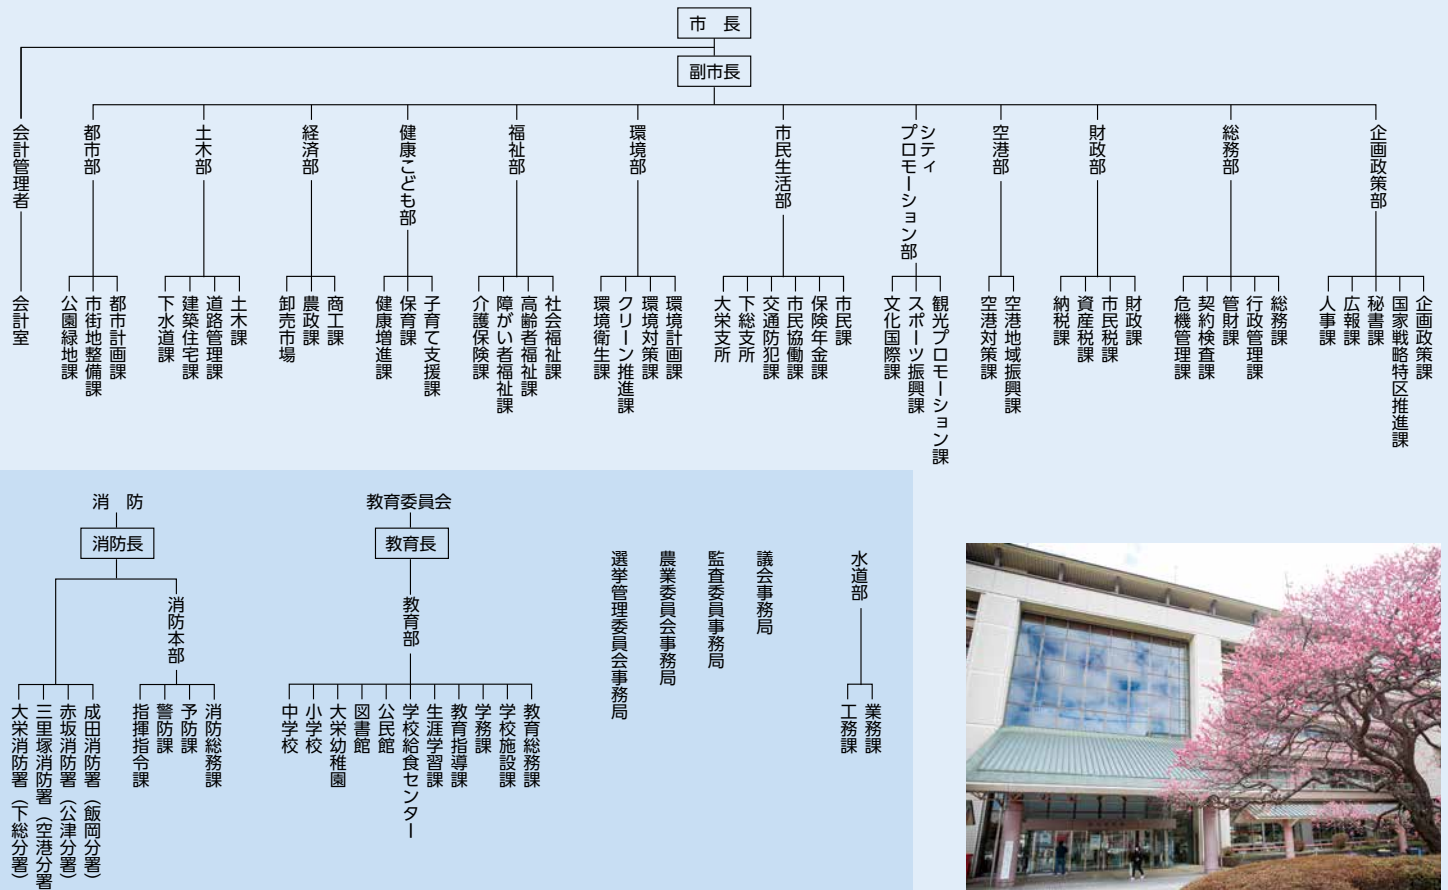 市　長
副市長
企画政策部
企画政策課
国家戦略特区推進課
秘書課
広報課
人事課
総務部
総務課
行政管理課
管財課
契約検査課
危機管理課
財政部
財政課
市民税課
資産税課
納税課
空港部
空港地域振興課
空港対策課
シティ
プロモーション部
観光プロモーション課
スポーツ振興課
文化国際課
市民生活部
市民課
保険年金課
市民協働課
交通防犯課
下総支所
大栄支所
環境部
環境計画課
環境対策課
クリーン推進課
環境衛生課
福祉部
社会福祉課
高齢者福祉課
障がい者福祉課
介護保険課
健康こども部
子育て支援課
保育課
健康増進課
経済部
商工課
農政課
卸売市場
土木部
土木課
道路管理課
建築住宅課
下水道課
都市部
都市計画課
市街地整備課
公園緑地課
会計管理者
会計室
水道部
業務課
工務課
議会事務局
監査委員事務局
農業委員会事務局
選挙管理委員会事務局
教育委員会
教育長
教育部
教育総務課
学校施設課
学務課
教育指導課
生涯学習課
学校給食センター
公民館
図書館
大栄幼稚園
小学校
中学校
消　防
消防長
消防本部
消防総務課
予防課
警防課
指揮指令課
成田消防署（飯岡分署）
赤坂消防署（公津分署）
三里塚消防署（空港分署
大栄消防署（下総分署）